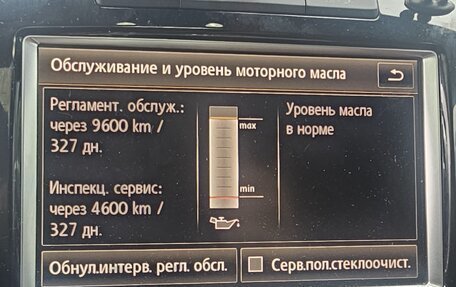 Обслуживание и уровень моторного масла
Регламент. обслуж.:
через 9600 km /
327 дн.
Инспекц. сервис:
через 4600 km /
327 дн.
max
min
Уровень масла
в норме
Обнул.интерв. регл. обсл.
Серв.пол.стеклоочист.